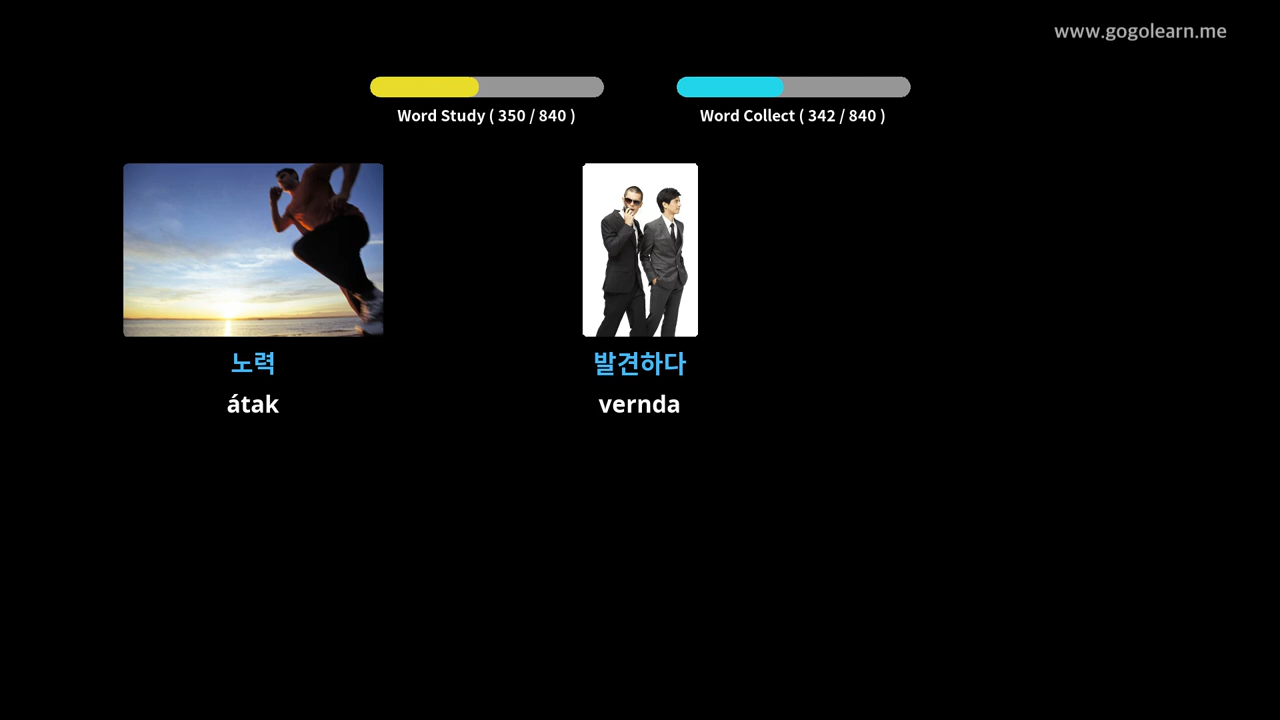 www.gogolearn.me
Word Study ( 350 / 840 )
Word Collect ( 342 / 840 )
노력
átak
발견하다
vernda